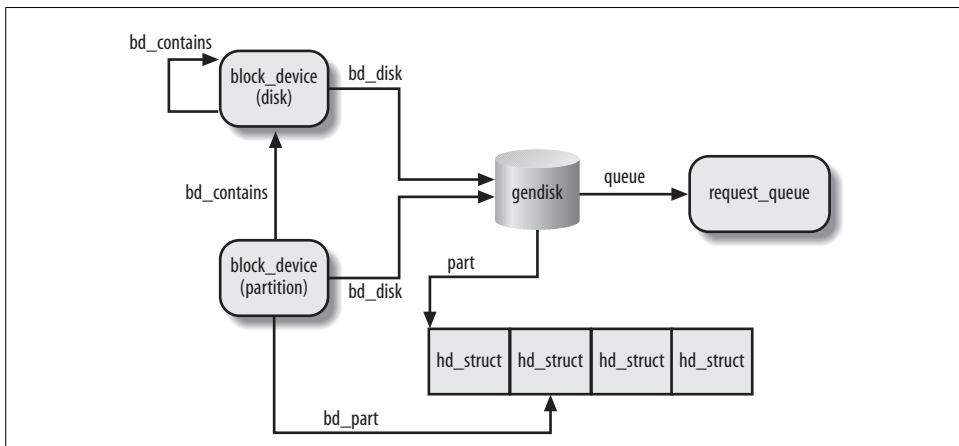 bd_contains
block_device
(disk)
bd_disk
bd_contains
gendisk
queue
request_queue
block_device
(partition)
bd_disk
part
hd_struct hd_struct hd_struct hd_struct
bd_part